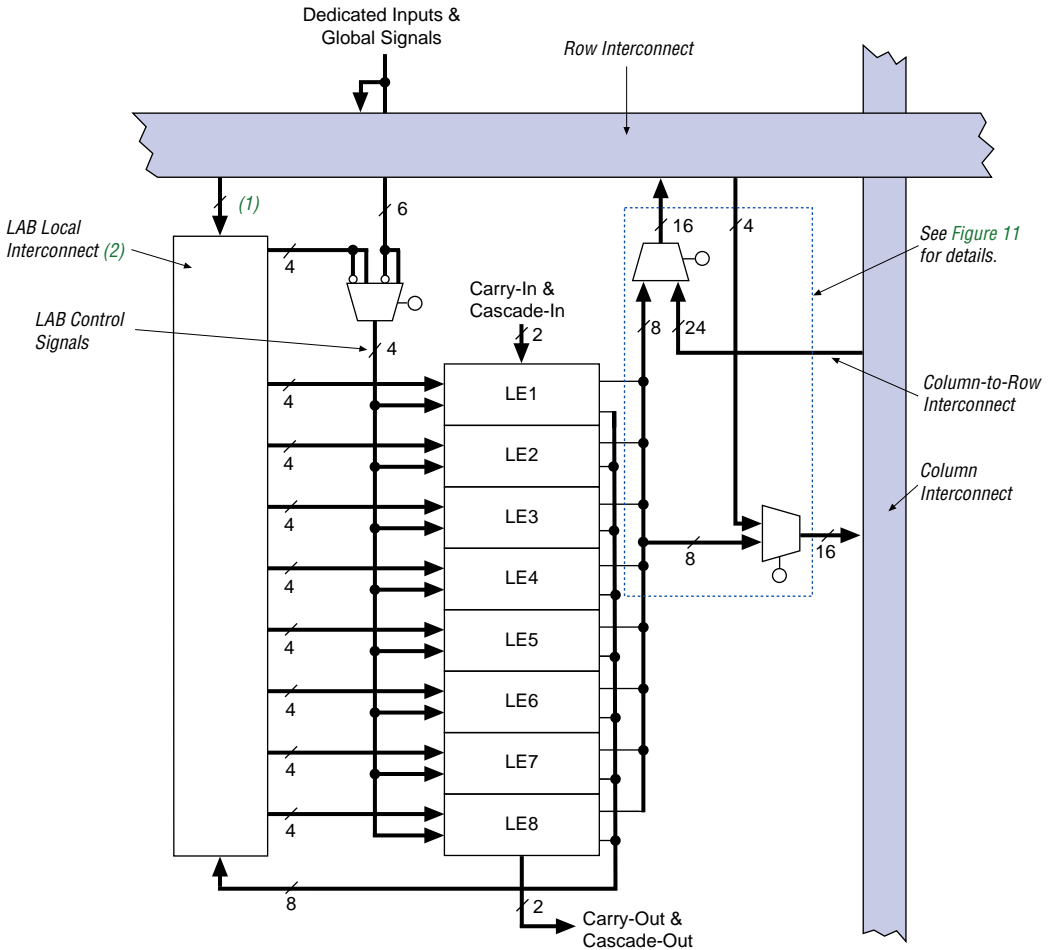 Dedicated Inputs &
Global Signals
Row Interconnect
(1)
6
16
4
LAB Local
Interconnect (2)
See Figure 11
for details.
4
Carry-In &
Cascade-In
LAB Control
Signals
4
2
8
24
Column-to-Row
Interconnect
LE1
4
LE2
4
Column
Interconnect
LE3
4
8
16
LE4
4
LE5
4
LE6
4
LE7
4
LE8
4
8
2
Carry-Out &
Cascade-Out